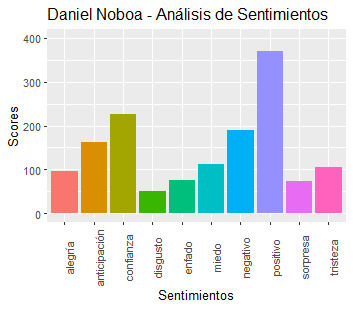 Daniel Noboa - Análisis de Sentimientos
400
300
200
100
0
Scores
alegría
anticipación
confianza
disgusto
enfado
miedo
negativo
positivo
sorpresa
tristeza
Sentimientos